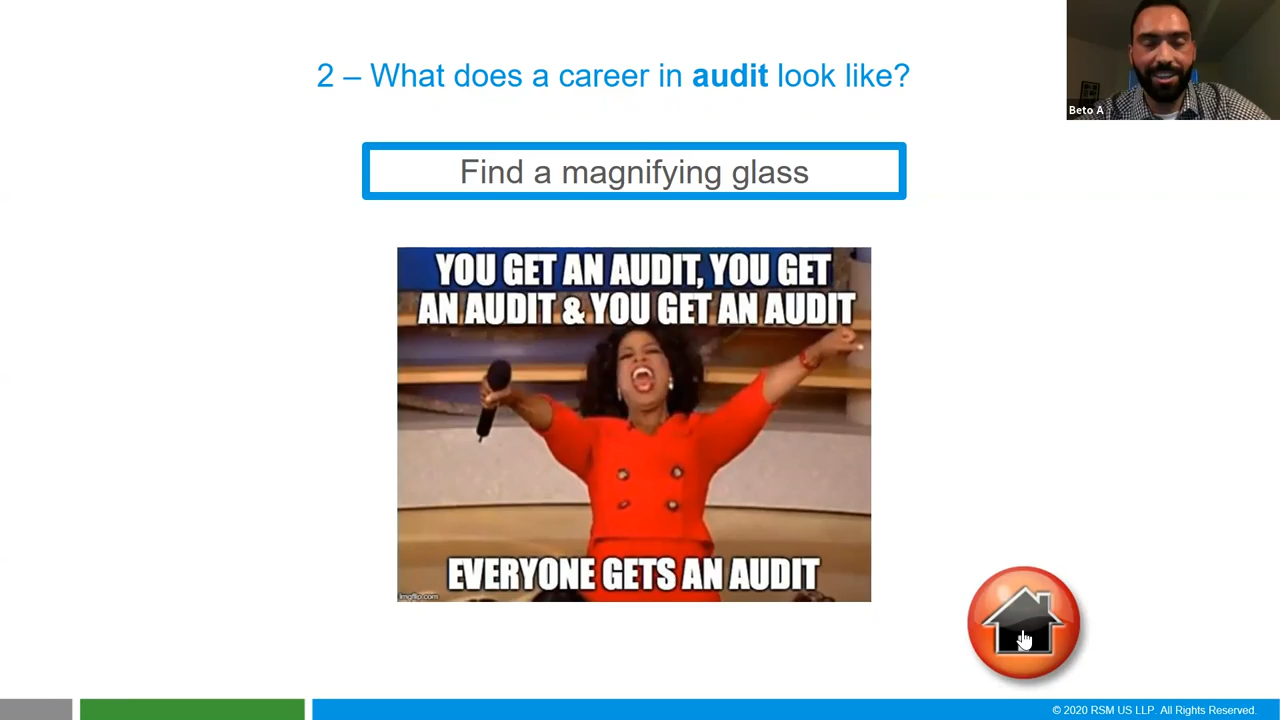 2 – What does a career in audit look like?
Beto A
Find a magnifying glass
YOU GET AN AUDIT, YOU GET
AN AUDIT & YOU GET AN AUDIT
EVERYONE GETS AN AUDIT
imgflip.com
© 2020 RSM US LLP. All Rights Reserved.